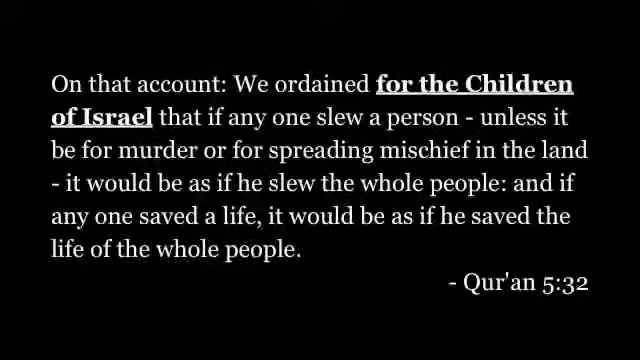 On that account: We ordained for the Children
of Israel that if any one slew a person - unless it
be for murder or for spreading mischief in the land
- it would be as if he slew the whole people: and if
any one saved a life, it would be as if he saved the
life of the whole people.
- Qur'an 5:32